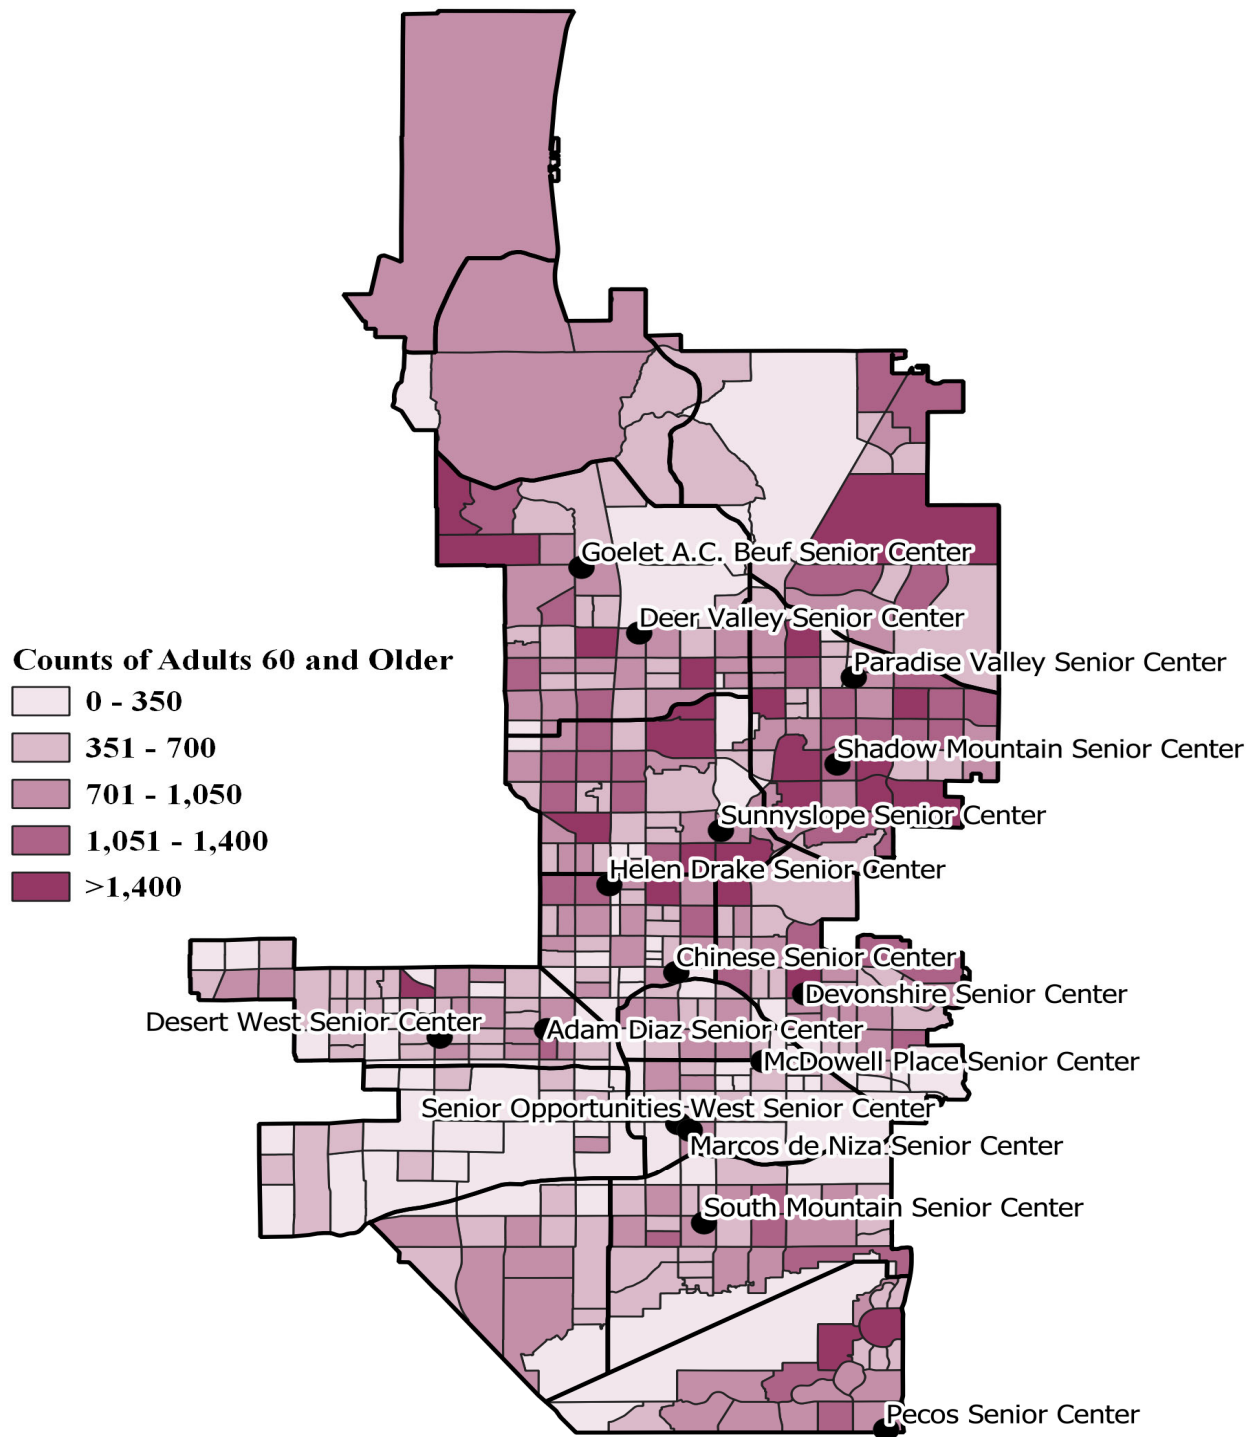 Goelet A.C. Beuf Senior Center
Deer Valley Senior Center
Counts of Adults 60 and Older
0 - 350
351 - 700
701 - 1,050
1,051 - 1,400
>1,400
Paradise Valley Senior Center
Shadow Mountain Senior Center
Sunnyslope Senior Center
Helen Drake Senior Center
Chinese Senior Center
Devonshire Senior Center
Desert West Senior Center
Adam Diaz Senior Center
McDowell Place Senior Center
Senior Opportunities West Senior Center
Marcos de Niza Senior Center
South Mountain Senior Center
Pecos Senior Center